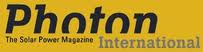 Photon
The Solar Power Magazine
International